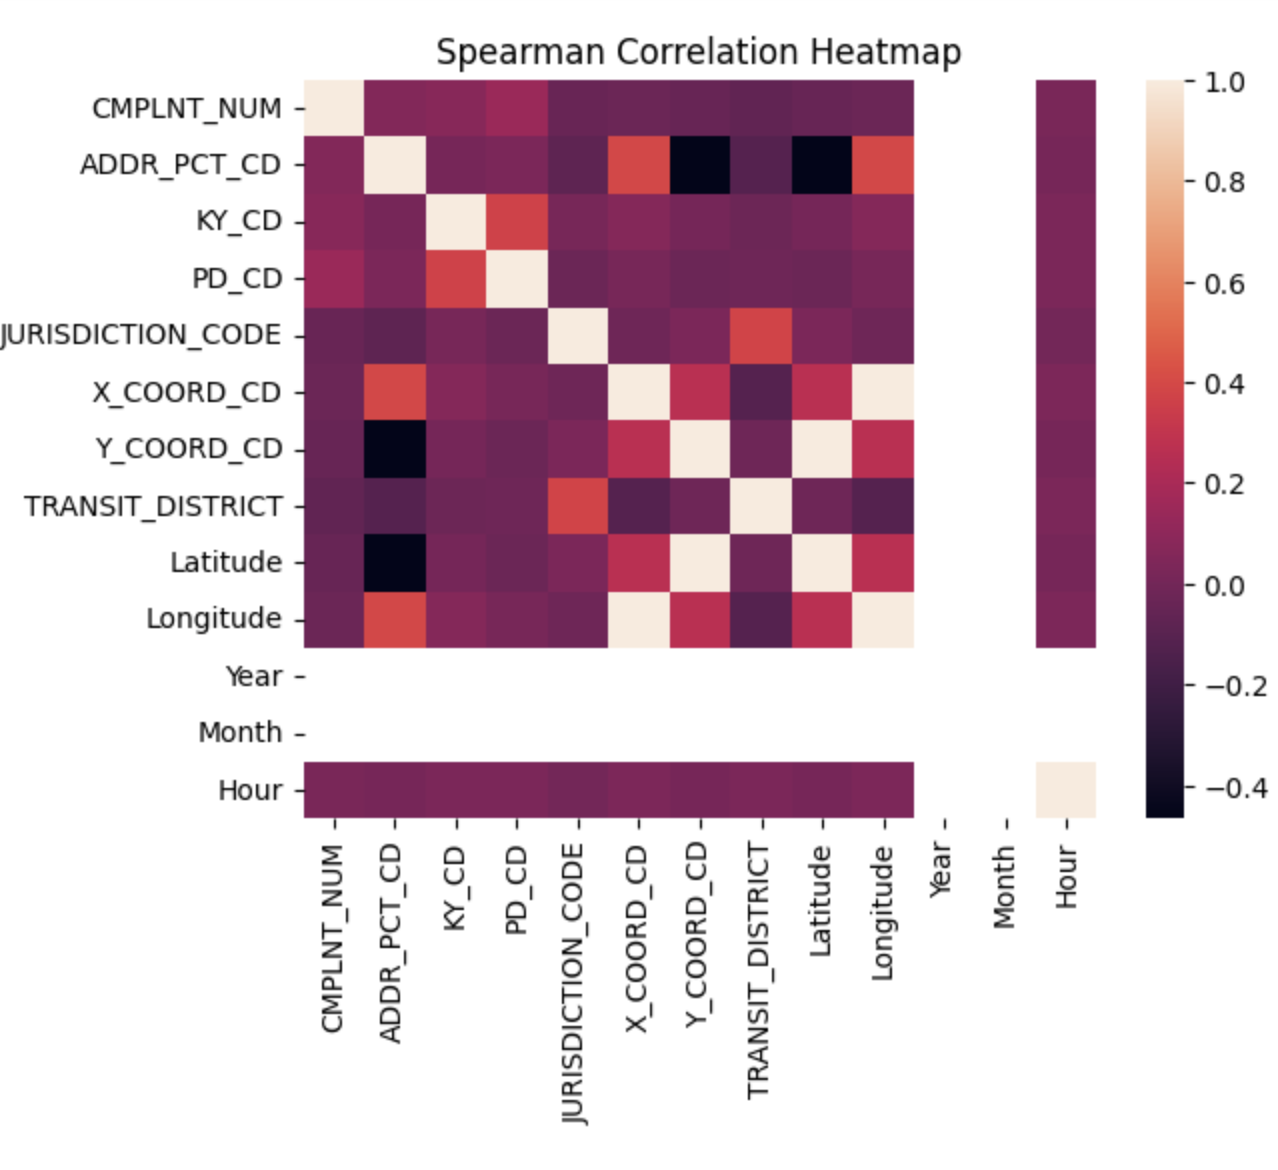 Spearman Correlation Heatmap
CMPLNT_NUM
ADDR_PCT_CD
KY_CD
PD_CD
JURISDICTION_CODE
X_COORD_CD
Y_COORD_CD
TRANSIT_DISTRICT
Latitude
Longitude
Year
Month
Hour
CMPLNT_NUM
ADDR_PCT_CD
KY_CD
PD_CD
JURISDICTION_CODE
X_COORD_CD
Y_COORD_CD
TRANSIT_DISTRICT
Latitude
Longitude
Year
Month
Hour
1.0
0.8
0.6
0.4
0.2
0.0
−0.2
−0.4